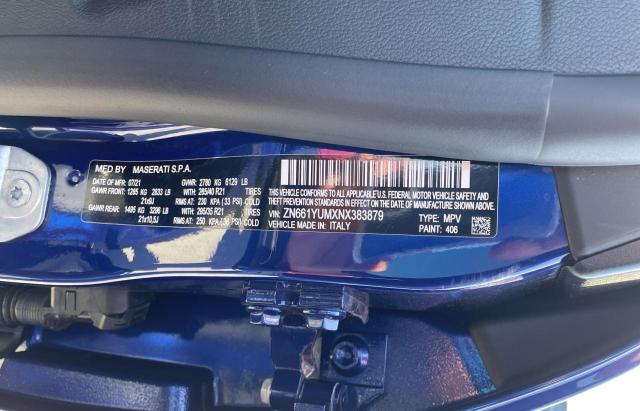 MFD BY MASERATI S.P.A.
DATE: 07/21 GVWR: 2780 KG 6129 LB
GAWR FRONT: 1285 KG 2833 LB WITH: 265/40 R21 TIRES
21x9J RIMS AT: 230 KPA (33 PSI) COLD
GAWR REAR: 1495 KG 3296 LB WITH: 295/35 R21 TIRES
21x10,5J RIMS AT: 250 KPA (36 PSI) COLD
THIS VEHICLE CONFORMS TO ALL APPLICABLE U.S. FEDERAL MOTOR VEHICLE SAFETY AND
THEFT PREVENTION STANDARDS IN EFFECT ON THE DATE OF MANUFACTURE SHOWN ABOVE.
VIN: ZN661YUMXNX383879 TYPE: MPV
VEHICLE MADE IN: ITALY PAINT: 406